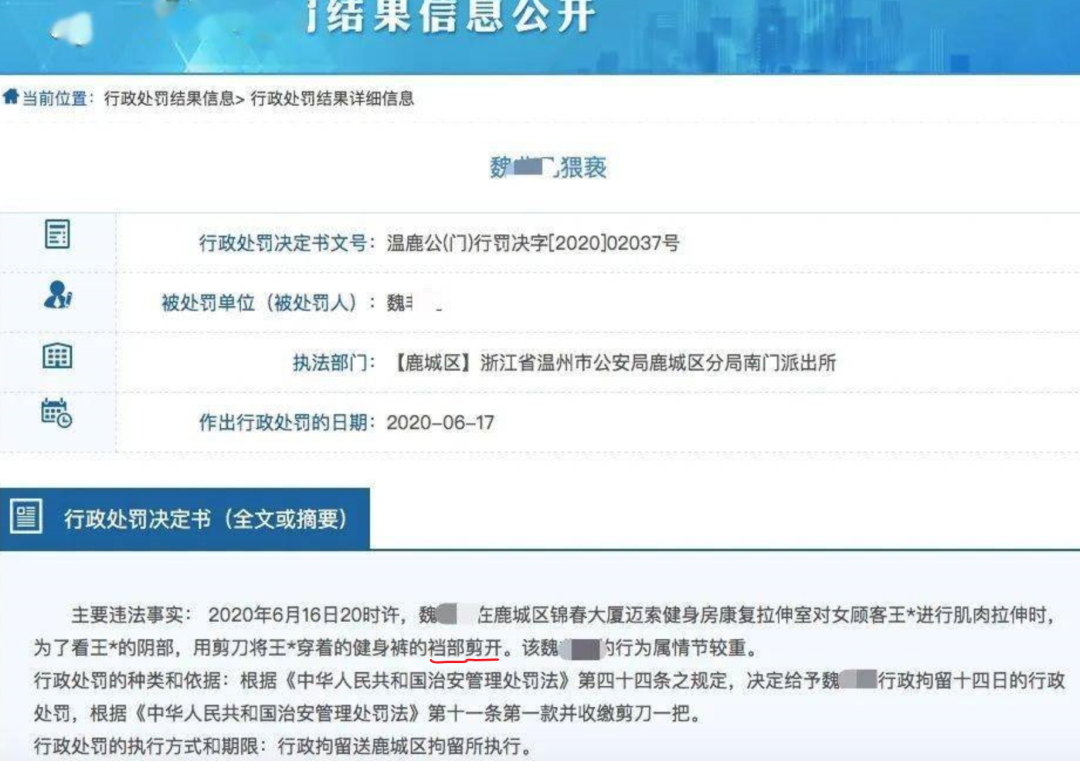 结果信息公开
当前位置：行政处罚结果信息> 行政处罚结果详细信息
魏 猥亵
行政处罚决定书文号：温鹿公(门)行罚决字[2020]02037号
被处罚单位（被处罚人）：魏
执法部门：【鹿城区】浙江省温州市公安局鹿城区分局南门派出所
作出行政处罚的日期：2020-06-17
行政处罚决定书（全文或摘要）
主要违法事实： 2020年6月16日20时许，魏 在鹿城区锦春大厦迈索健身房康复拉伸室对女顾客王*进行肌肉拉伸时，
为了看王*的阴部，用剪刀将王*穿着的健身裤的裆部剪开。该魏 的行为属情节较重。
行政处罚的种类和依据：根据《中华人民共和国治安管理处罚法》第四十四条之规定，决定给予魏 行政拘留十四日的行政
处罚，根据《中华人民共和国治安管理处罚法》第十一条第一款并收缴剪刀一把。
行政处罚的执行方式和期限：行政拘留送鹿城区拘留所执行。